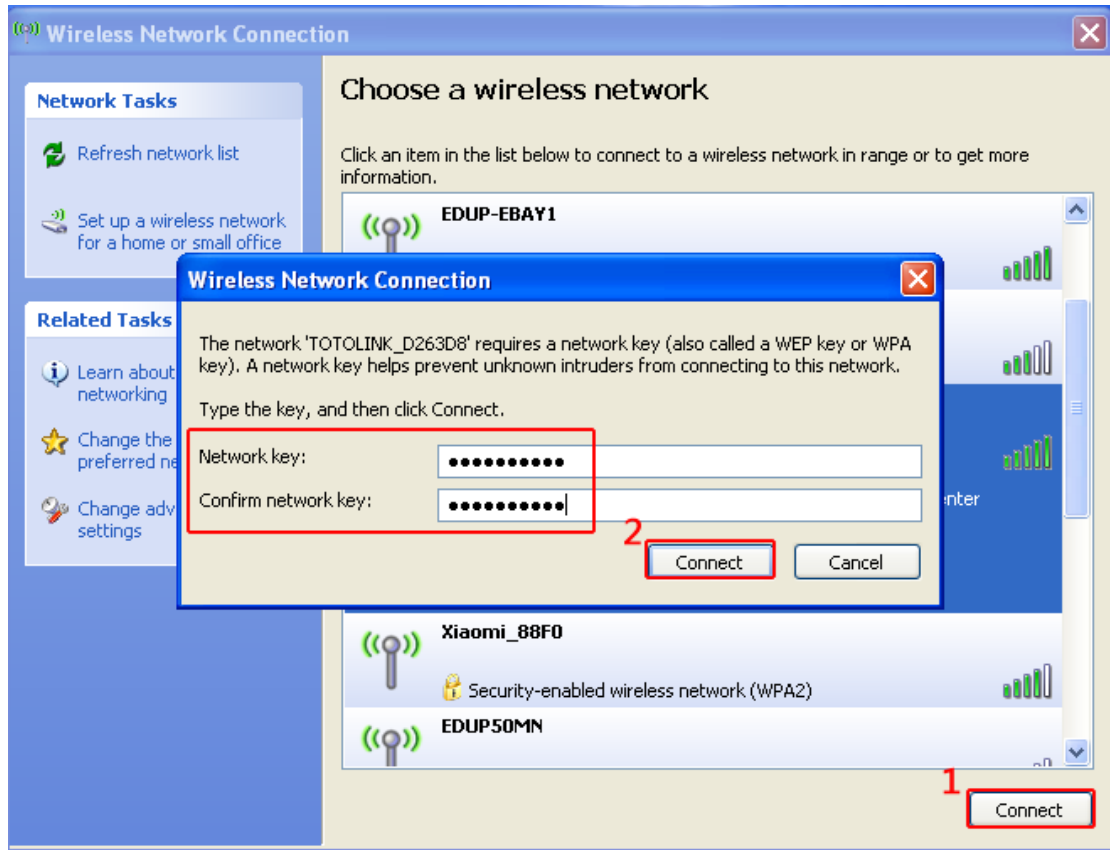 Wireless Network Connection
Network Tasks
Refresh network list
Set up a wireless network
for a home or small office
Related Tasks
Learn about
networking
Change the
preferred
Change
settings
Choose a wireless network
Click an item in the list below to connect to a wireless network in range or to get more
information.
EDUP-EBAY1
Wireless Network Connection
The network 'TOTOLINK_D263D8' requires a network key (also called a WEP key or WPA
key). A network key helps prevent unknown intruders from connecting to this network.
Type the key, and then click Connect.
Network key:
●●●●●●●●●●
Confirm network key:
●●●●●●●●●●
2
Connect
Cancel
Xiaomi_88F0
Security-enabled wireless network (WPA2)
EDUP50MN
1
Connect